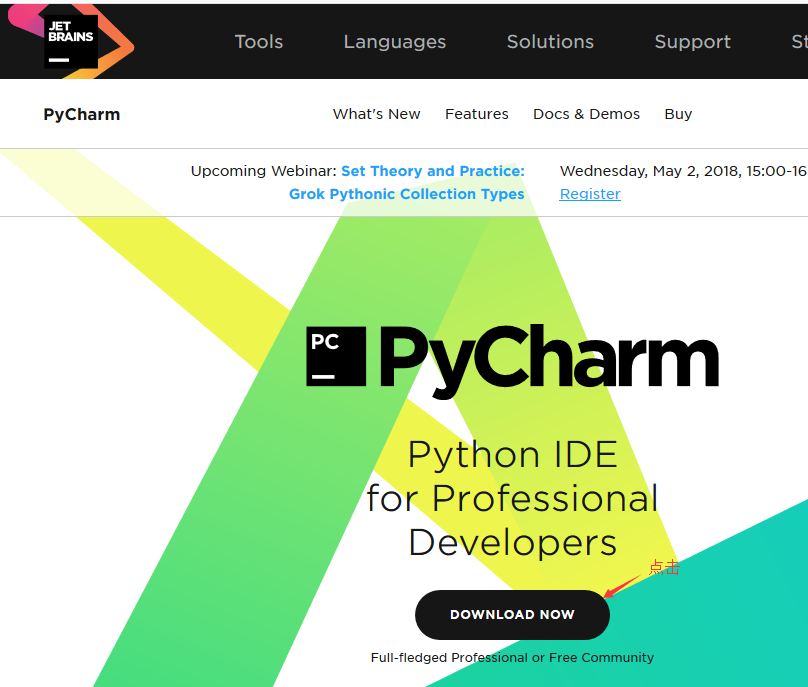 JET
BRAINS
Tools Languages Solutions Support St
PyCharm What's New Features Docs & Demos Buy
Upcoming Webinar: Set Theory and Practice: Wednesday, May 2, 2018, 15:00-16
Grok Pythonic Collection Types Register
PC PyCharm
Python IDE
for Professional
Developers
点击
DOWNLOAD NOW
Full-fledged Professional or Free Community